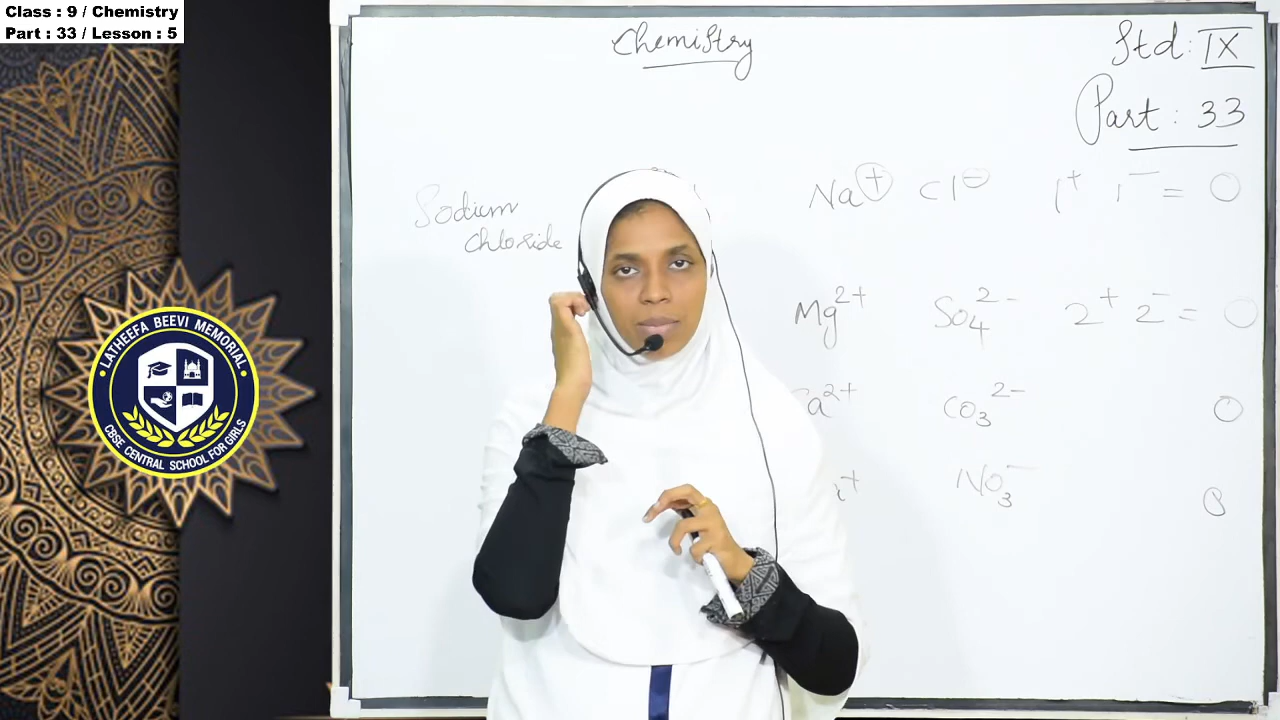 Class : 9 / Chemistry
Part : 33 / Lesson : 5
Chemistry
Std: IX
Part: 33
Sodium
chloride
Na⁺ Cl⁻ 1⁺ 1⁻ = 0
Mg²⁺ So₄²⁻ 2⁺ 2⁻ = 0
a²⁺ CO₃²⁻ 0
⁺ NO₃⁻
LATHEEFA BEEVI MEMORIAL
CBSE CENTRAL SCHOOL FOR GIRLS